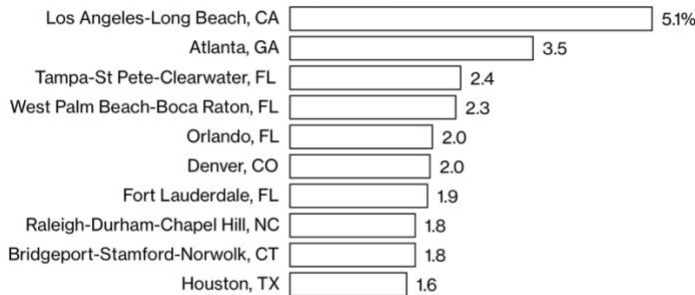 Los Angeles-Long Beach, CA 5.1%
Atlanta, GA 3.5
Tampa-St Pete-Clearwater, FL 2.4
West Palm Beach-Boca Raton, FL 2.3
Orlando, FL 2.0
Denver, CO 2.0
Fort Lauderdale, FL 1.9
Raleigh-Durham-Chapel Hill, NC 1.8
Bridgeport-Stamford-Norwolk, CT 1.8
Houston, TX 1.6